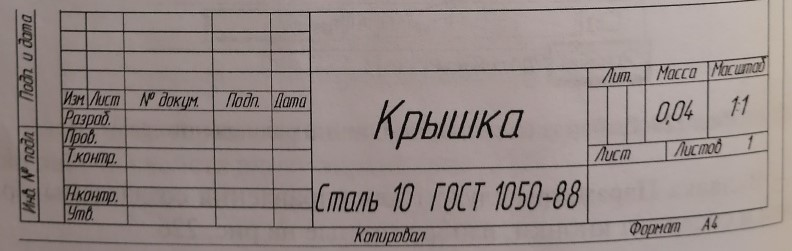 Подп. и дата
Инв. № подл.
Изм Лист № докум. Подп. Дата
Разраб.
Пров.
Т.контр.
Н.контр.
Утв.
Крышка
Сталь 10 ГОСТ 1050-88
Лит. Масса Масштаб
0,04 1:1
Лист Листов 1
Копировал Формат А4